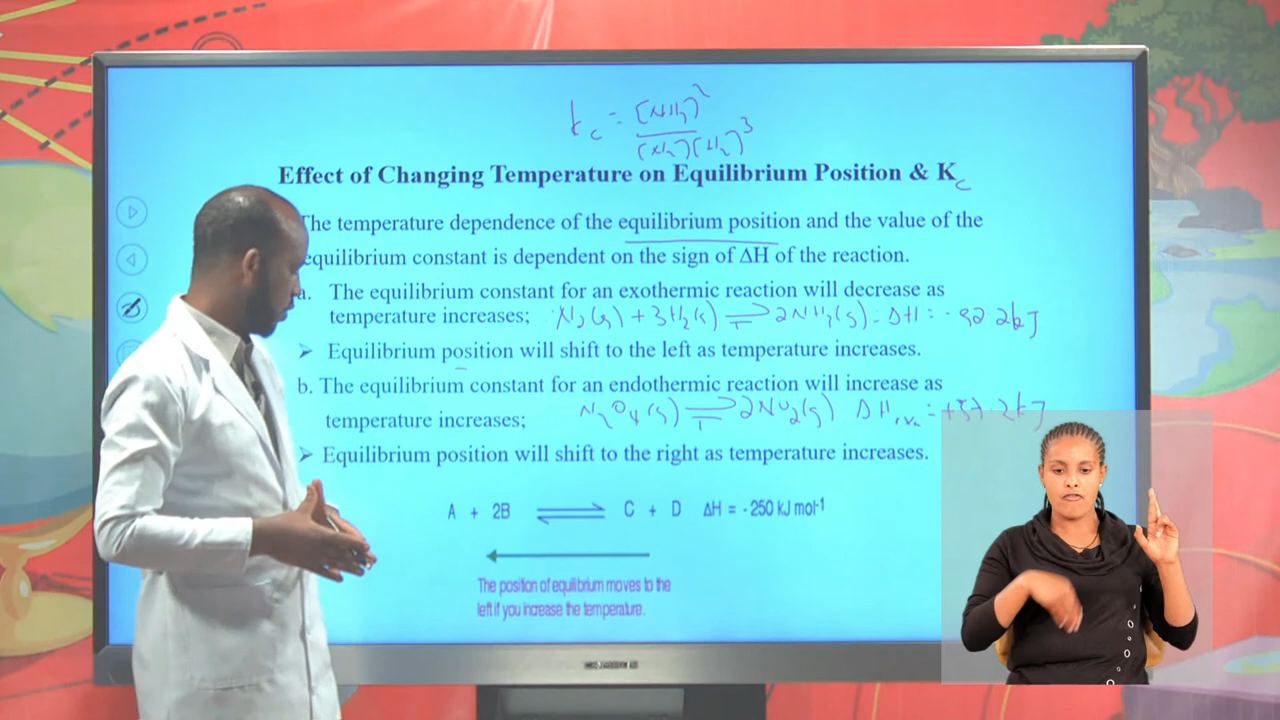 Kc = [NH3]²
[N2][H2]³
Effect of Changing Temperature on Equilibrium Position & Kc
The temperature dependence of the equilibrium position and the value of the
equilibrium constant is dependent on the sign of ΔH of the reaction.
a. The equilibrium constant for an exothermic reaction will decrease as
temperature increases; N2(g) + 3H2(g) ⇌ 2NH3(g)
➢ Equilibrium position will shift to the left as temperature increases.
b. The equilibrium constant for an endothermic reaction will increase as
temperature increases; N2O4(g) ⇌ 2NO2(g)
➢ Equilibrium position will shift to the right as temperature increases.
A + 2B ⇌ C + D ΔH = - 250 kJ mol-1
The position of equilibrium moves to the
left if you increase the temperature.